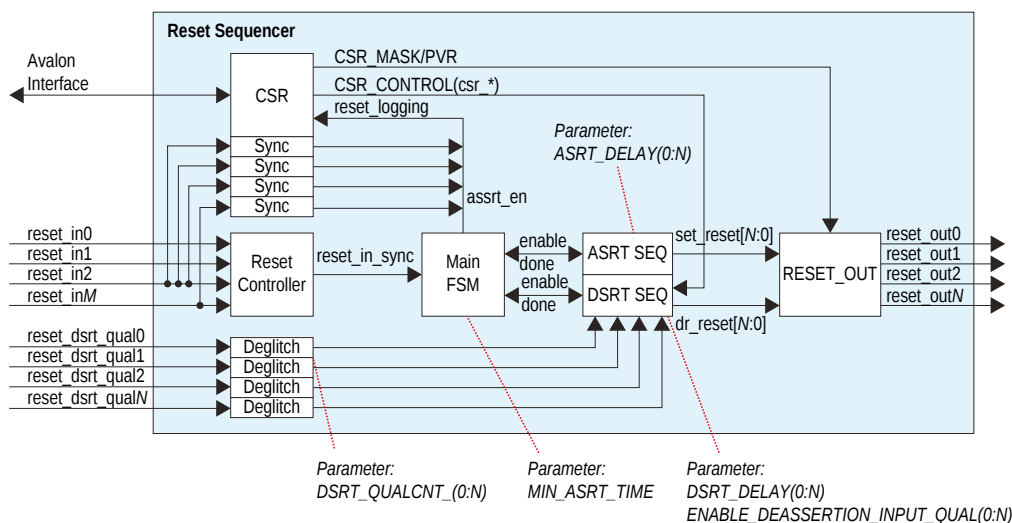 Reset Sequencer
Avalon
Interface
CSR
CSR_MASK/PVR
CSR_CONTROL(csr_*)
reset_logging
Sync
Sync
Sync
Sync
assrt_en
Parameter:
ASRT_DELAY(0:N)
reset_in0
reset_in1
reset_in2
reset_inM
Reset
Controller
reset_in_sync
Main
FSM
enable
done
enable
done
ASRT SEQ
DSRT SEQ
set_reset[N:0]
dr_reset[N:0]
RESET_OUT
reset_out0
reset_out1
reset_out2
reset_outN
reset_dsrt_qual0
reset_dsrt_qual1
reset_dsrt_qual2
reset_dsrt_qualN
Deglitch
Deglitch
Deglitch
Deglitch
Parameter:
DSRT_QUALCNT_(0:N)
Parameter:
MIN_ASRT_TIME
Parameter:
DSRT_DELAY(0:N)
ENABLE_DEASSERTION_INPUT_QUAL(0:N)